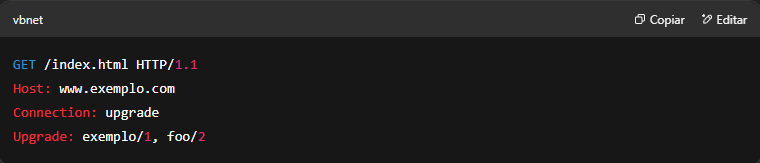 vbnet
Copiar
Editar
GET /index.html HTTP/1.1
Host: www.exemplo.com
Connection: upgrade
Upgrade: exemplo/1, foo/2